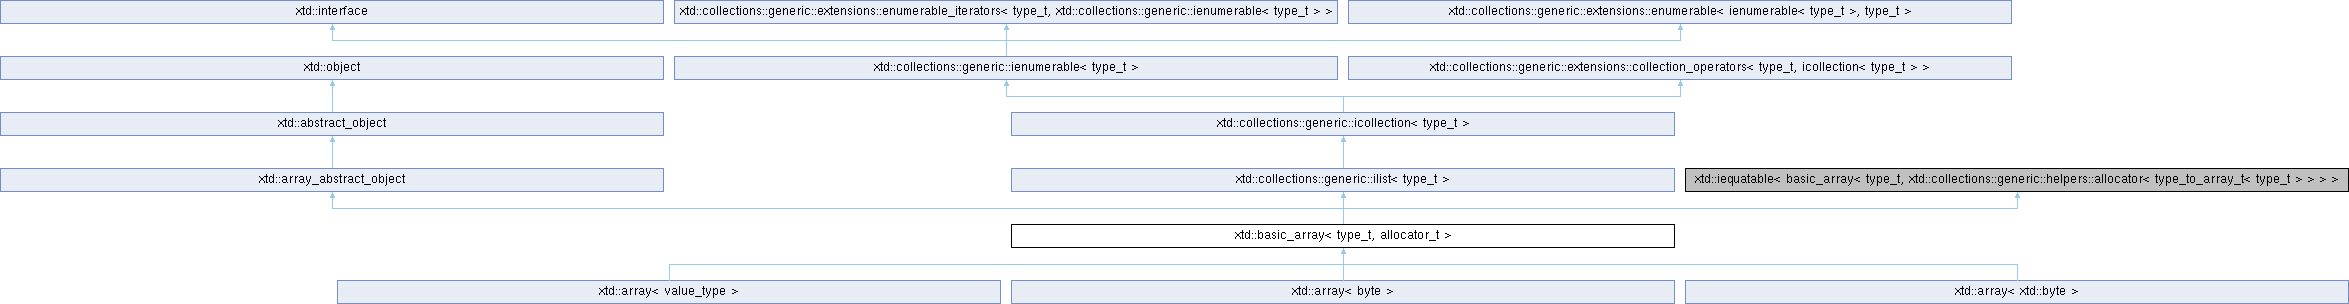 xtd::interface
xtd::collections::generic::extensions::enumerable_iterators< type_t, xtd::collections::generic::ienumerable< type_t > >
xtd::collections::generic::extensions::enumerable< ienumerable< type_t >, type_t >
xtd::object
xtd::collections::generic::ienumerable< type_t >
xtd::collections::generic::extensions::collection_operators< type_t, icollection< type_t > >
xtd::abstract_object
xtd::collections::generic::icollection< type_t >
xtd::array_abstract_object
xtd::collections::generic::ilist< type_t >
xtd::iequatable< basic_array< type_t, xtd::collections::generic::helpers::allocator< type_to_array_t< type_t > > > >
xtd::basic_array< type_t, allocator_t >
xtd::array< value_type >
xtd::array< byte >
xtd::array< xtd::byte >